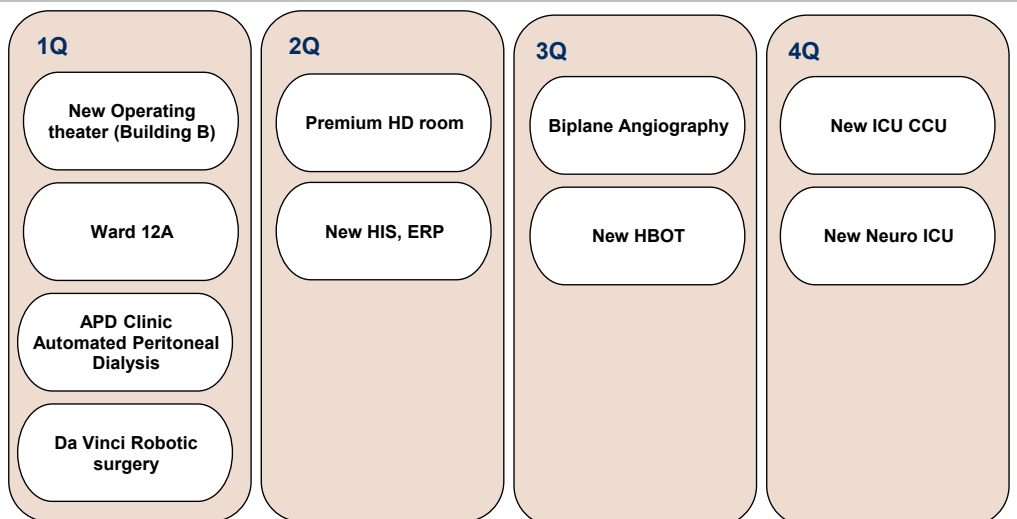 1Q
New Operating
theater (Building B)
Ward 12A
APD Clinic
Automated Peritoneal
Dialysis
Da Vinci Robotic
surgery
2Q
Premium HD room
New HIS, ERP
3Q
Biplane Angiography
New HBOT
4Q
New ICU CCU
New Neuro ICU